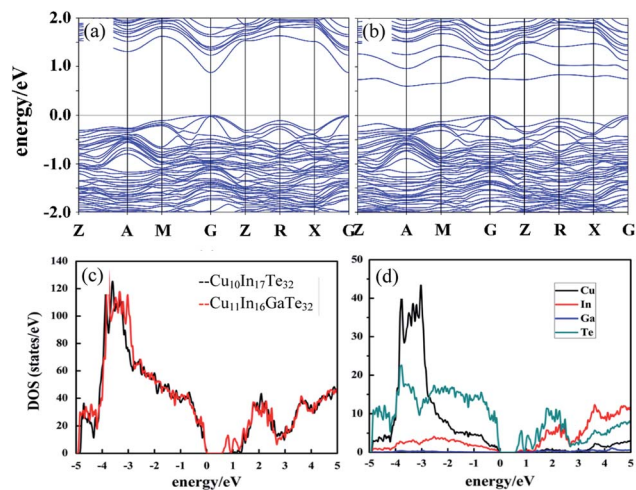 (a)
(b)
energy/eV
2.0
1.0
0.0
-1.0
-2.0
Z A M G Z R X G
Z A M G Z R X G
(c)
Cu₁₀In₁₇Te₃₂
Cu₁₁In₁₆GaTe₃₂
DOS (states/eV)
140
120
100
80
60
40
20
0
-5 -4 -3 -2 -1 0 1 2 3 4 5
energy/eV
(d)
Cu
In
Ga
Te
50
40
30
20
10
0
-5 -4 -3 -2 -1 0 1 2 3 4 5
energy/eV